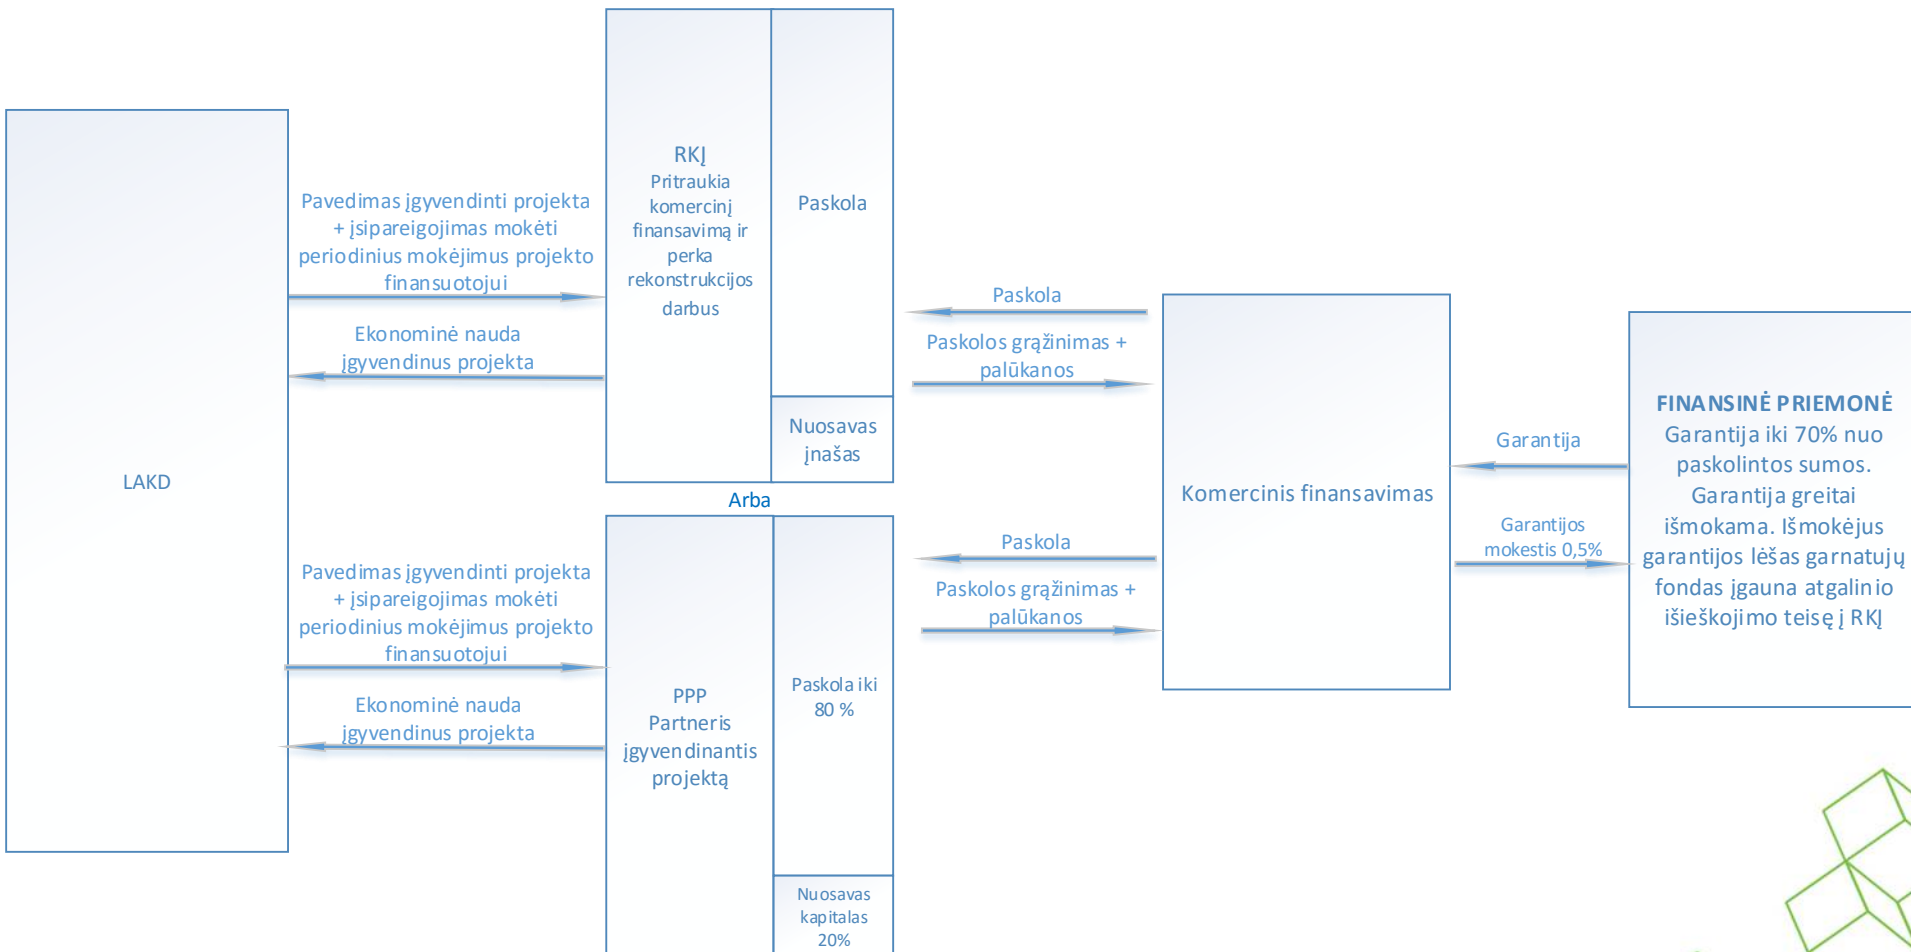 LAKD
Pavedimas įgyvendinti projekta
+ įsipareigojimas mokėti
periodinius mokėjimus projekto
finansuotojui
Ekonominė nauda
įgyvendinus projekta
RKĮ
Pritraukia
komercinį
finansavimą ir
perka
rekonstrukcijos
darbus
Paskola
Nuosavas
įnašas
Arba
Pavedimas įgyvendinti projekta
+ įsipareigojimas mokėti
periodinius mokėjimus projekto
finansuotojui
Ekonominė nauda
įgyvendinus projekta
PPP
Partneris
įgyvendinantis
projektą
Paskola iki
80 %
Nuosavas
kapitalas
20%
Paskola
Paskolos grąžinimas +
palūkanos
Paskola
Paskolos grąžinimas +
palūkanos
Komercinis finansavimas
Garantija
Garantijos
mokestis 0,5%
FINANSINĖ PRIEMONĖ
Garantija iki 70% nuo
paskolintos sumos.
Garantija greitai
išmokama. Išmokėjus
garantijos lėšas garnatujų
fondas įgauna atgalinio
išieškojimo teisę į RKĮ